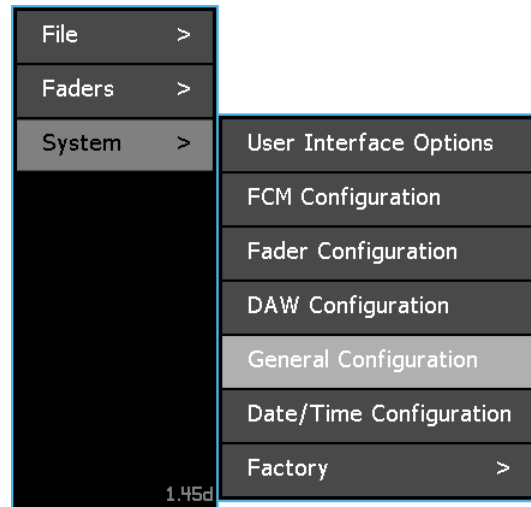 File >
Faders >
System >
User Interface Options
FCM Configuration
Fader Configuration
DAW Configuration
General Configuration
Date/Time Configuration
Factory >
1.45d